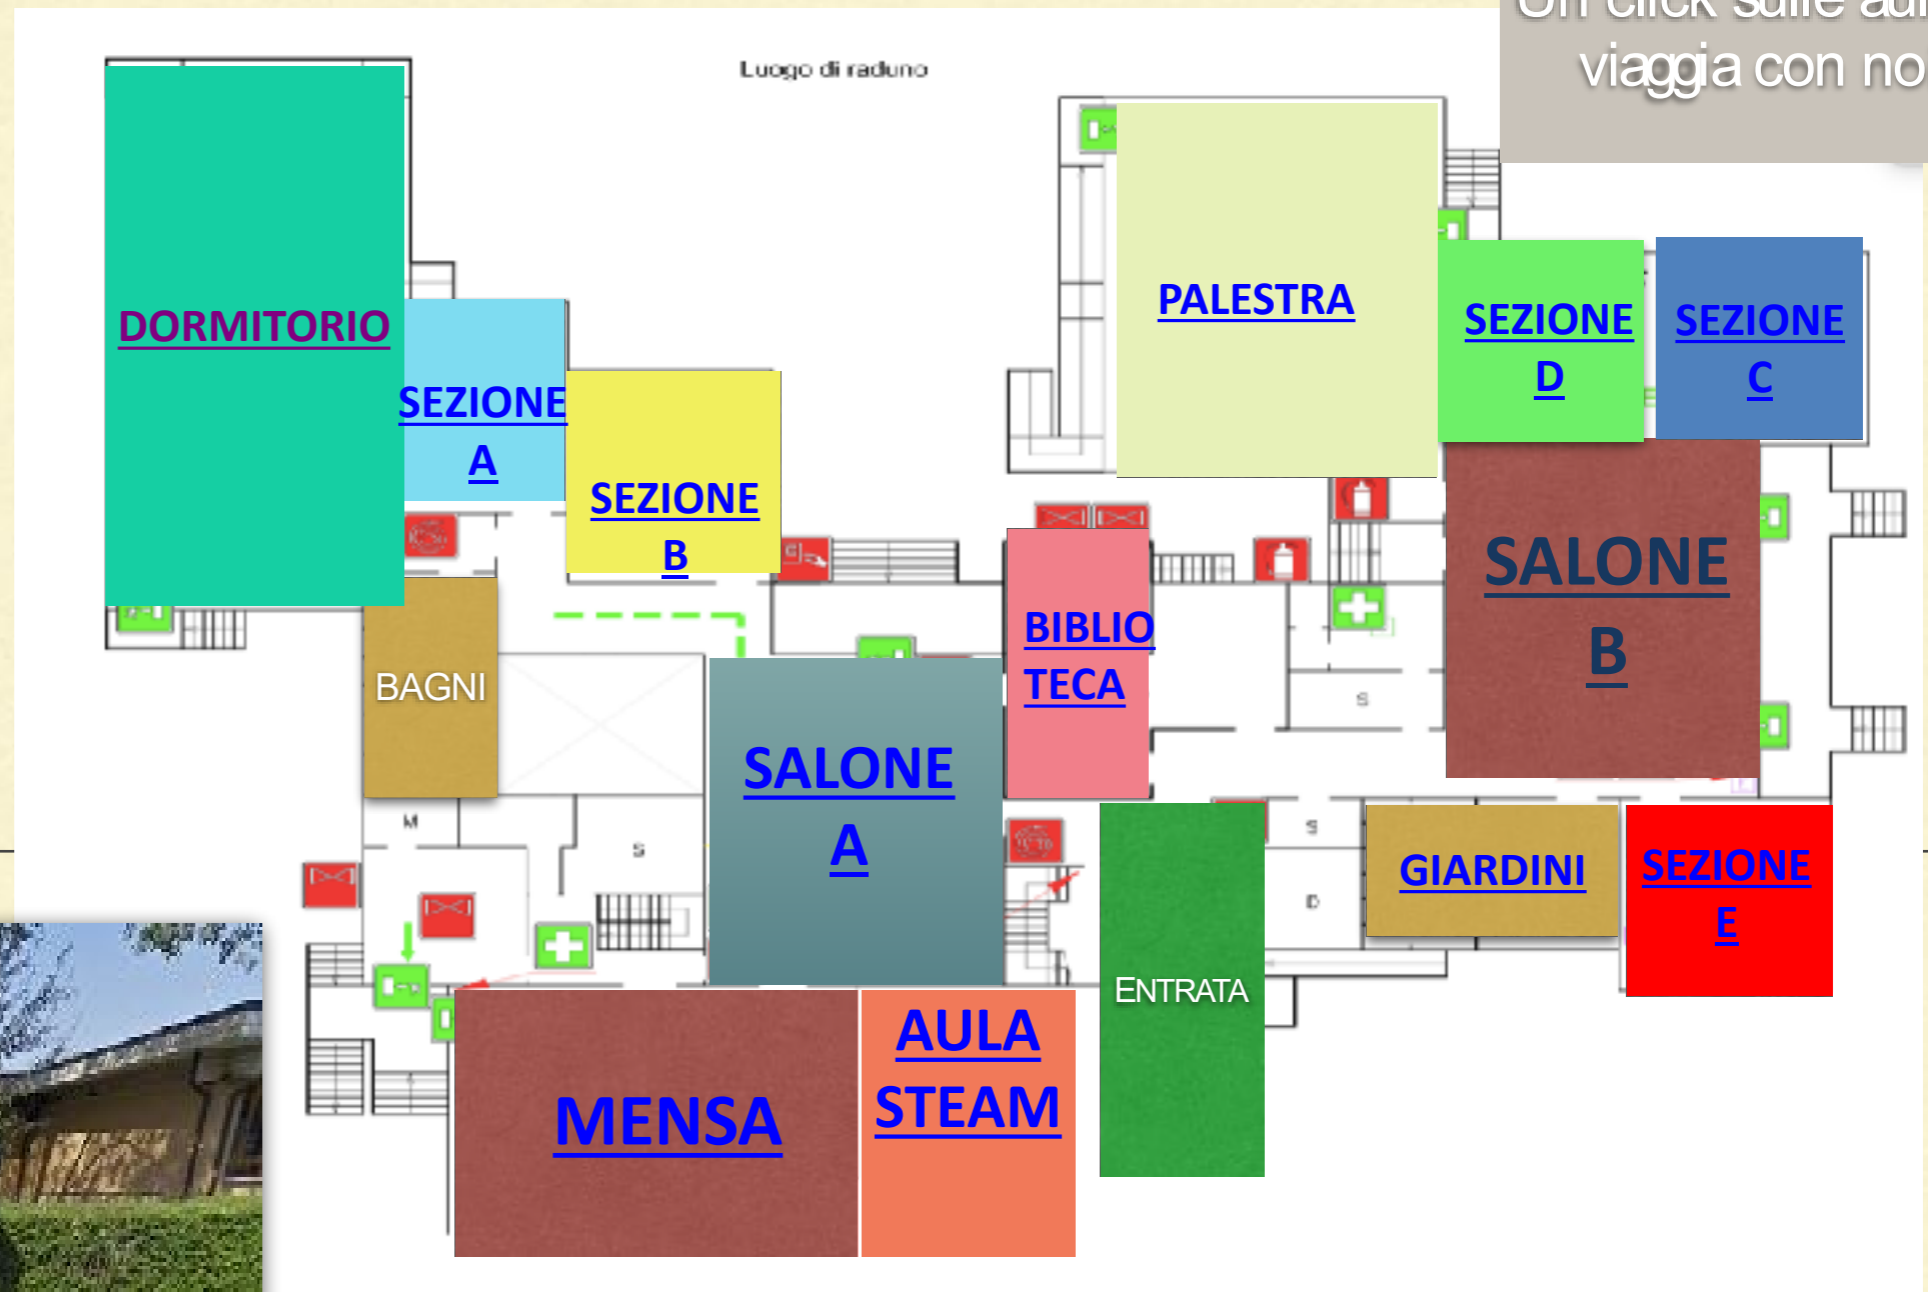 viaggia con no
Luogo di raduno
DORMITORIO
PALESTRA
SEZIONE
D
SEZIONE
C
SEZIONE
A
SEZIONE
B
SALONE
B
BIBLIO
TECA
BAGNI
S
SALONE
A
M
S
S
D
GIARDINI
SEZIONE
E
ENTRATA
AULA
STEAM
MENSA